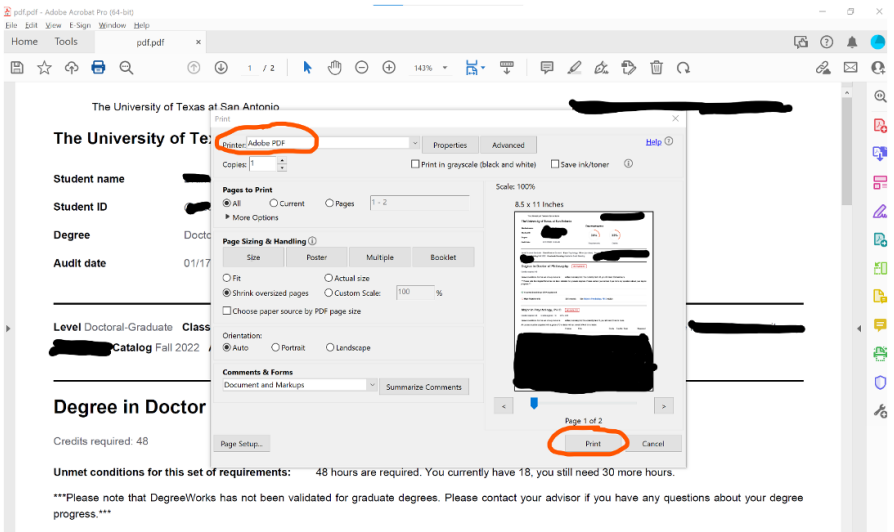 pdf.pdf - Adobe Acrobat Pro (64-bit)
File Edit View E-Sign Window Help
Home Tools pdf.pdf ×
1 / 2 143%
The University of Texas at San Antonio
The University of Te
Student name
Student ID
Degree Docto
Audit date 01/17
Level Doctoral-Graduate Class
Catalog Fall 2022
Degree in Doctor
Credits required: 48
Unmet conditions for this set of requirements: 48 hours are required. You currently have 18, you still need 30 more hours.
***Please note that DegreeWorks has not been validated for graduate degrees. Please contact your advisor if you have any questions about your degree
progress.***
Print
Printer: Adobe PDF Properties Advanced Help
Copies: 1 Print in grayscale (black and white) Save ink/toner
Pages to Print
All Current Pages 1 - 2
More Options
Page Sizing & Handling
Size Poster Multiple Booklet
Fit Actual size
Shrink oversized pages Custom Scale: 100 %
Choose paper source by PDF page size
Orientation:
Auto Portrait Landscape
Comments & Forms
Document and Markups Summarize Comments
Scale: 100%
8.5 x 11 Inches
< >
Page 1 of 2
Page Setup... Print Cancel